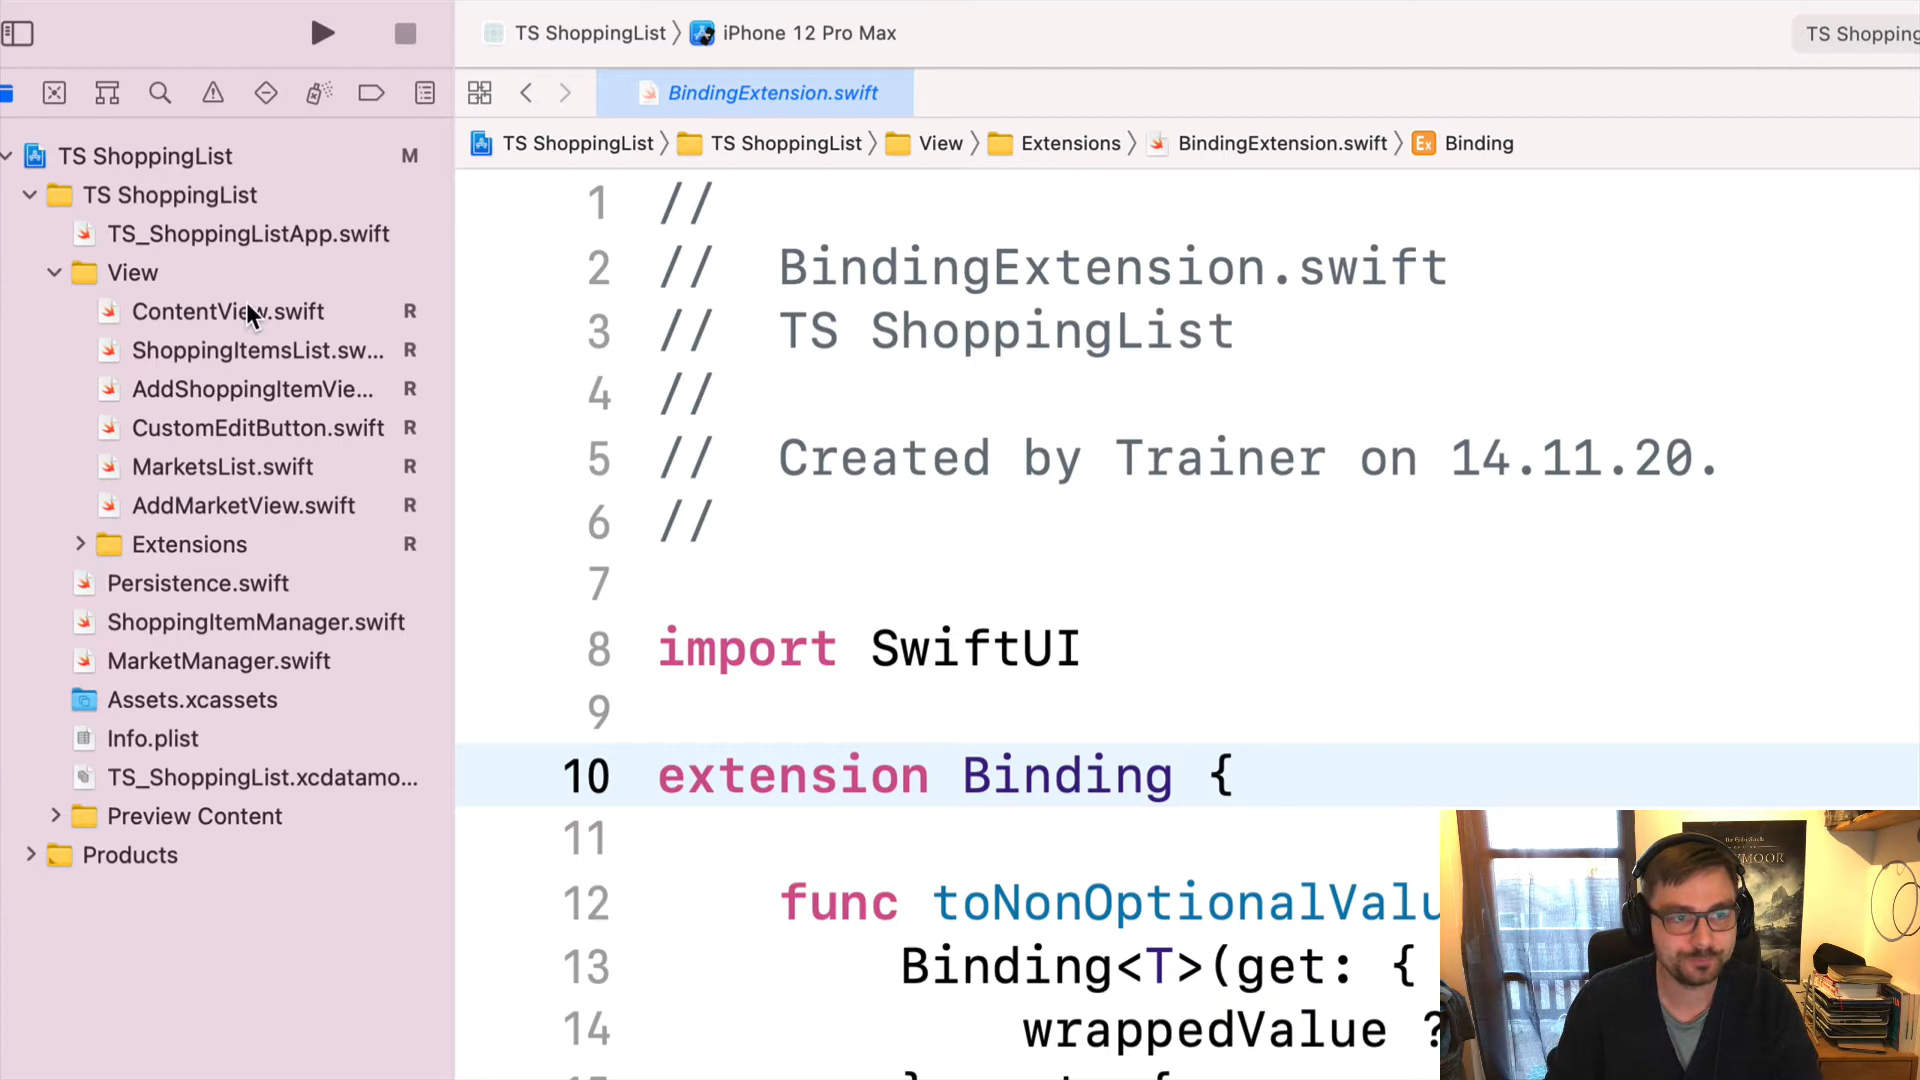 TS ShoppingList 〉 iPhone 12 Pro Max
TS Shopping
BindingExtension.swift
TS ShoppingList 〉 TS ShoppingList 〉 View 〉 Extensions 〉 BindingExtension.swift 〉 Ex Binding
TS ShoppingList M
TS ShoppingList
TS_ShoppingListApp.swift
View
ContentView.swift R
ShoppingItemsList.sw... R
AddShoppingItemVie... R
CustomEditButton.swift R
MarketsList.swift R
AddMarketView.swift R
Extensions R
Persistence.swift
ShoppingItemManager.swift
MarketManager.swift
Assets.xcassets
Info.plist
TS_ShoppingList.xcdatamo...
Preview Content
Products
1 //
2 // BindingExtension.swift
3 // TS ShoppingList
4 //
5 // Created by Trainer on 14.11.20.
6 //
7
8 import SwiftUI
9
10 extension Binding {
11
12 func toNonOptionalValu
13 Binding<T>(get: {
14 wrappedValue ?